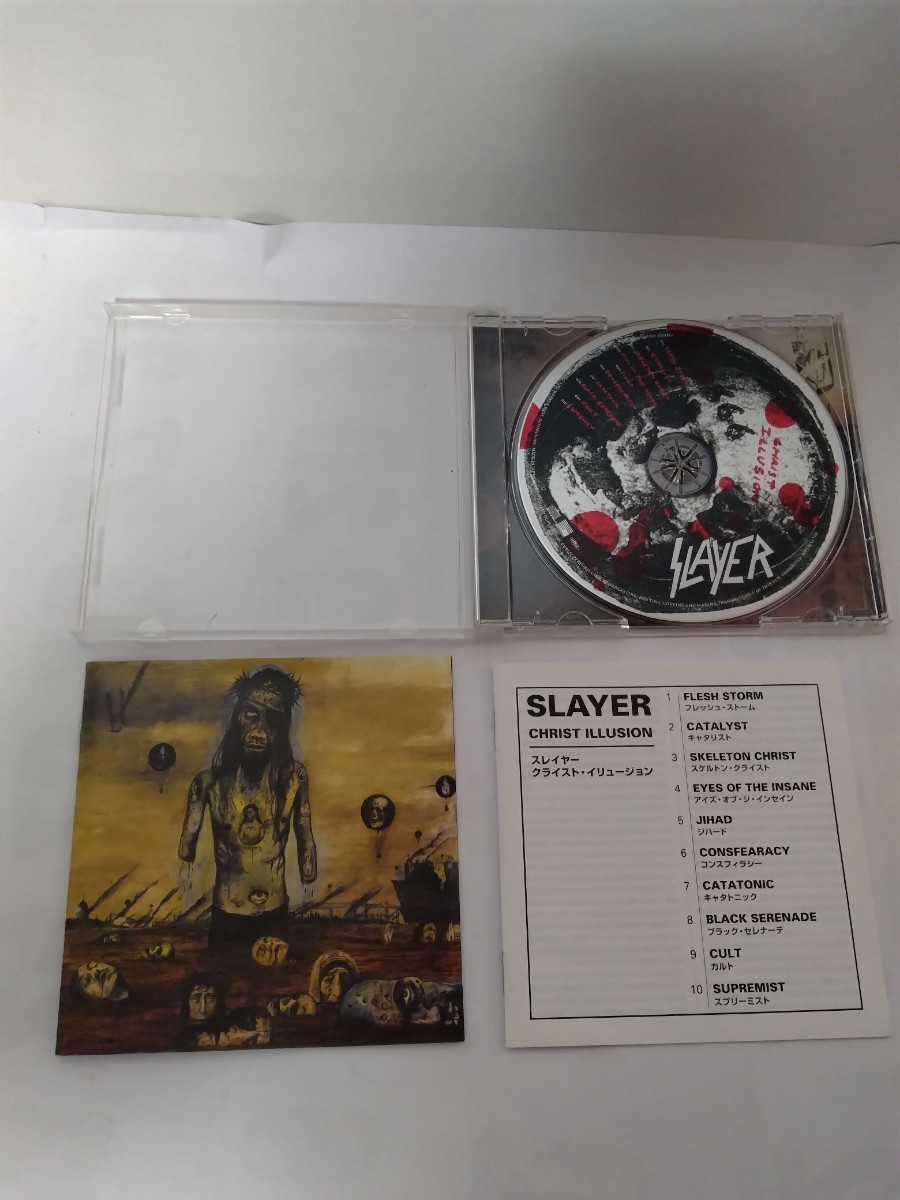 CHRIST
ILLUSION
SLAYER
SLAYER
CHRIST ILLUSION
スレイヤー
クライスト・イリュージョン
1 FLESH STORM
フレッシュ・ストーム
2 CATALYST
キャタリスト
3 SKELETON CHRIST
スケルトン・クライスト
4 EYES OF THE INSANE
アイズ・オブ・ジ・インセイン
5 JIHAD
ジハード
6 CONSFEARACY
コンスフィラシー
7 CATATONIC
キャタトニック
8 BLACK SERENADE
ブラック・セレナーデ
9 CULT
カルト
10 SUPREMIST
スプリーミスト